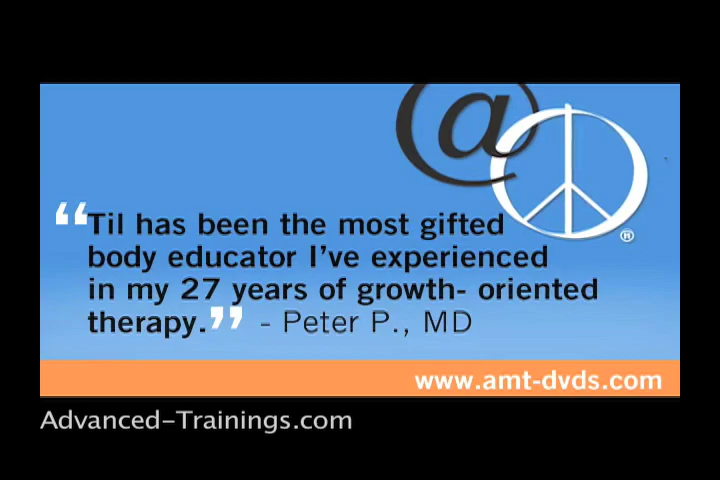 @
®
“Til has been the most gifted
body educator I’ve experienced
in my 27 years of growth- oriented
therapy.” - Peter P., MD
www.amt-dvds.com
Advanced-Trainings.com